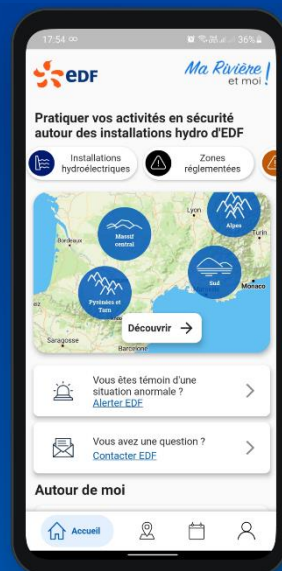 17:54
36%
edf
Ma Rivière
et moi !
Pratiquer vos activités en sécurité
autour des installations hydro d'EDF
Installations
hydroélectriques
Zones
réglementées
Lyon
Bordeaux
Massif
central
Alpes
Turin
Sud
Monaco
Pyrénées et
Tarn
Découvrir
Saragosse
Barcelone
Vous êtes témoin d'une
situation anormale ?
Alerter EDF
Vous avez une question ?
Contacter EDF
Autour de moi
Accueil